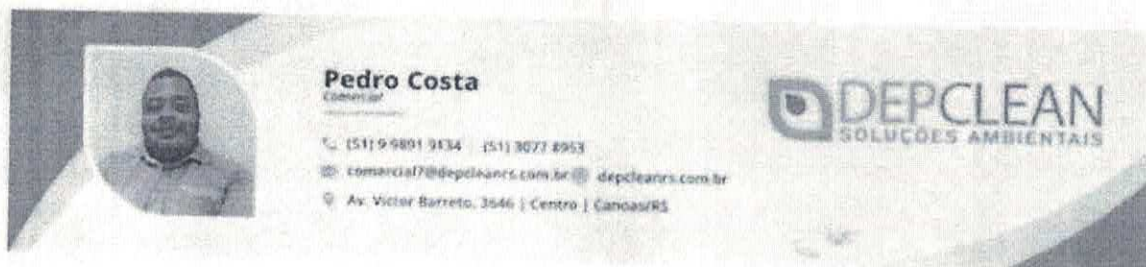 Pedro Costa
Comercial
(51) 9 9891 9134 (51) 3077 8953
comercial7@depcleanrs.com.br depcleanrs.com.br
Av. Victor Barreto, 3646 | Centro | Canoas/RS
DEPCLEAN
SOLUÇÕES AMBIENTAIS